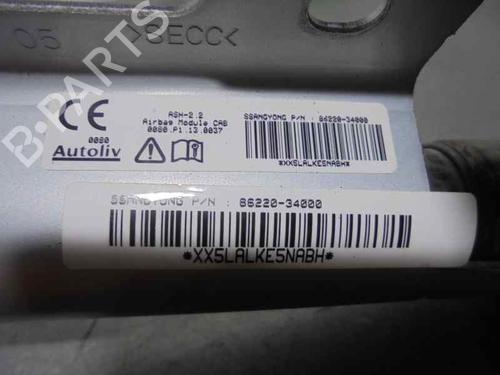 05 >SECC<
B-PARTS
CE
0080
Autoliv
ASH-2.2
Airbag Module CAB
0080.P1.13.0037
SSANGYONG P/N : 86220-34000
*XX5LALKE5NABH*
SSANGYONG P/N : 86220-34000
*XX5LALKE5NABH*